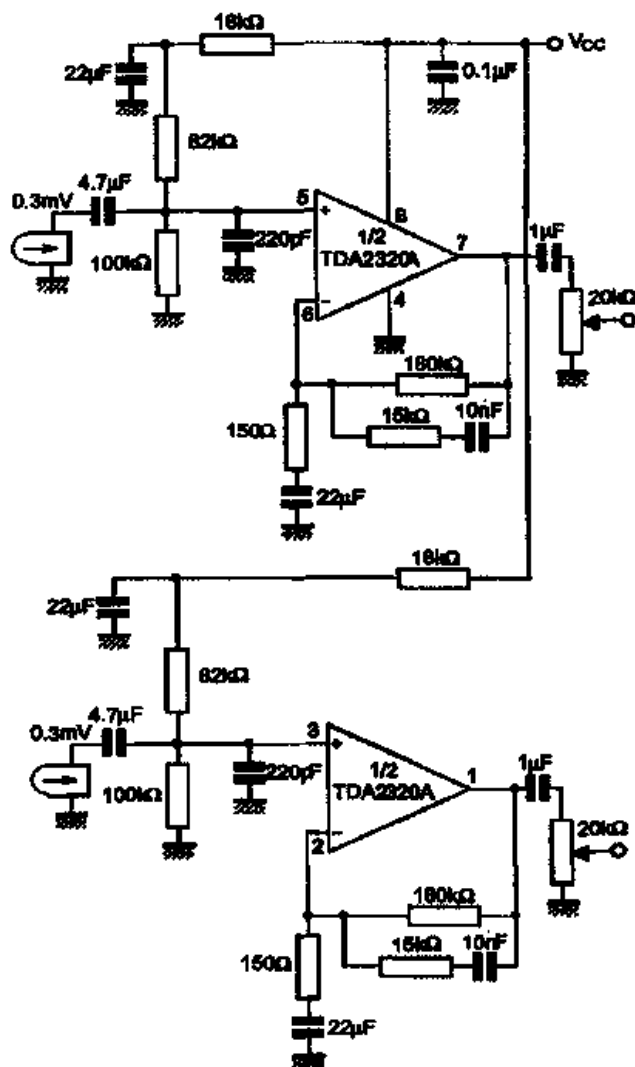 18kΩ
VCC
22µF
0.1µF
82kΩ
4.7µF
0.3mV
5
+
8
1/2
TDA2320A
7
1µF
220pF
100kΩ
20kΩ
6
−
4
180kΩ
15kΩ
10nF
150Ω
22µF
18kΩ
22µF
82kΩ
4.7µF
0.3mV
3
+
1/2
TDA2320A
1
1µF
220pF
100kΩ
20kΩ
2
−
180kΩ
15kΩ
10nF
150Ω
22µF